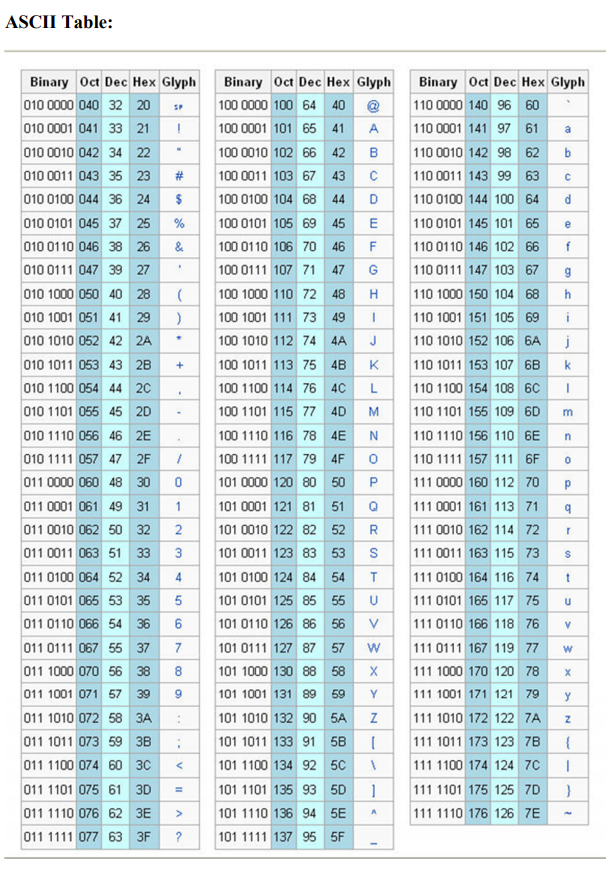 ASCII Table:
Binary Oct Dec Hex Glyph
010 0000 040 32 20 SP
010 0001 041 33 21 !
010 0010 042 34 22 "
010 0011 043 35 23 #
010 0100 044 36 24 $
010 0101 045 37 25 %
010 0110 046 38 26 &
010 0111 047 39 27 '
010 1000 050 40 28 (
010 1001 051 41 29 )
010 1010 052 42 2A *
010 1011 053 43 2B +
010 1100 054 44 2C ,
010 1101 055 45 2D -
010 1110 056 46 2E .
010 1111 057 47 2F /
011 0000 060 48 30 0
011 0001 061 49 31 1
011 0010 062 50 32 2
011 0011 063 51 33 3
011 0100 064 52 34 4
011 0101 065 53 35 5
011 0110 066 54 36 6
011 0111 067 55 37 7
011 1000 070 56 38 8
011 1001 071 57 39 9
011 1010 072 58 3A :
011 1011 073 59 3B ;
011 1100 074 60 3C <
011 1101 075 61 3D =
011 1110 076 62 3E >
011 1111 077 63 3F ?
Binary Oct Dec Hex Glyph
100 0000 100 64 40 @
100 0001 101 65 41 A
100 0010 102 66 42 B
100 0011 103 67 43 C
100 0100 104 68 44 D
100 0101 105 69 45 E
100 0110 106 70 46 F
100 0111 107 71 47 G
100 1000 110 72 48 H
100 1001 111 73 49 I
100 1010 112 74 4A J
100 1011 113 75 4B K
100 1100 114 76 4C L
100 1101 115 77 4D M
100 1110 116 78 4E N
100 1111 117 79 4F O
101 0000 120 80 50 P
101 0001 121 81 51 Q
101 0010 122 82 52 R
101 0011 123 83 53 S
101 0100 124 84 54 T
101 0101 125 85 55 U
101 0110 126 86 56 V
101 0111 127 87 57 W
101 1000 130 88 58 X
101 1001 131 89 59 Y
101 1010 132 90 5A Z
101 1011 133 91 5B [
101 1100 134 92 5C \
101 1101 135 93 5D ]
101 1110 136 94 5E ^
101 1111 137 95 5F _
Binary Oct Dec Hex Glyph
110 0000 140 96 60 `
110 0001 141 97 61 a
110 0010 142 98 62 b
110 0011 143 99 63 c
110 0100 144 100 64 d
110 0101 145 101 65 e
110 0110 146 102 66 f
110 0111 147 103 67 g
110 1000 150 104 68 h
110 1001 151 105 69 i
110 1010 152 106 6A j
110 1011 153 107 6B k
110 1100 154 108 6C l
110 1101 155 109 6D m
110 1110 156 110 6E n
110 1111 157 111 6F o
111 0000 160 112 70 p
111 0001 161 113 71 q
111 0010 162 114 72 r
111 0011 163 115 73 s
111 0100 164 116 74 t
111 0101 165 117 75 u
111 0110 166 118 76 v
111 0111 167 119 77 w
111 1000 170 120 78 x
111 1001 171 121 79 y
111 1010 172 122 7A z
111 1011 173 123 7B {
111 1100 174 124 7C |
111 1101 175 125 7D }
111 1110 176 126 7E ~